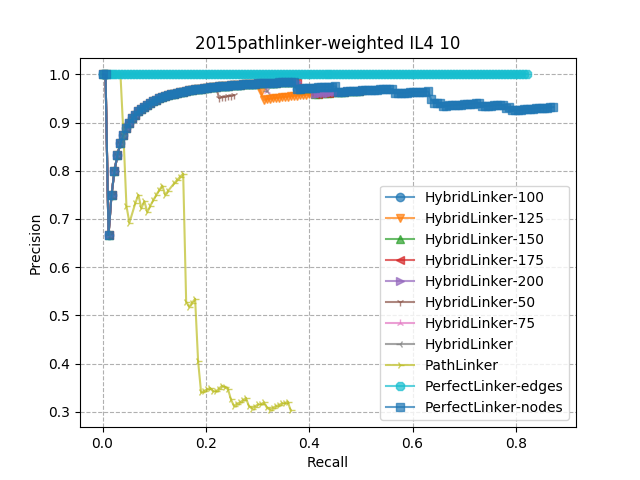 2015pathlinker-weighted IL4 10
Precision
1.0
0.9
0.8
0.7
0.6
0.5
0.4
0.3
HybridLinker-100
HybridLinker-125
HybridLinker-150
HybridLinker-175
HybridLinker-200
HybridLinker-50
HybridLinker-75
HybridLinker
PathLinker
PerfectLinker-edges
PerfectLinker-nodes
0.0 0.2 0.4 0.6 0.8
Recall